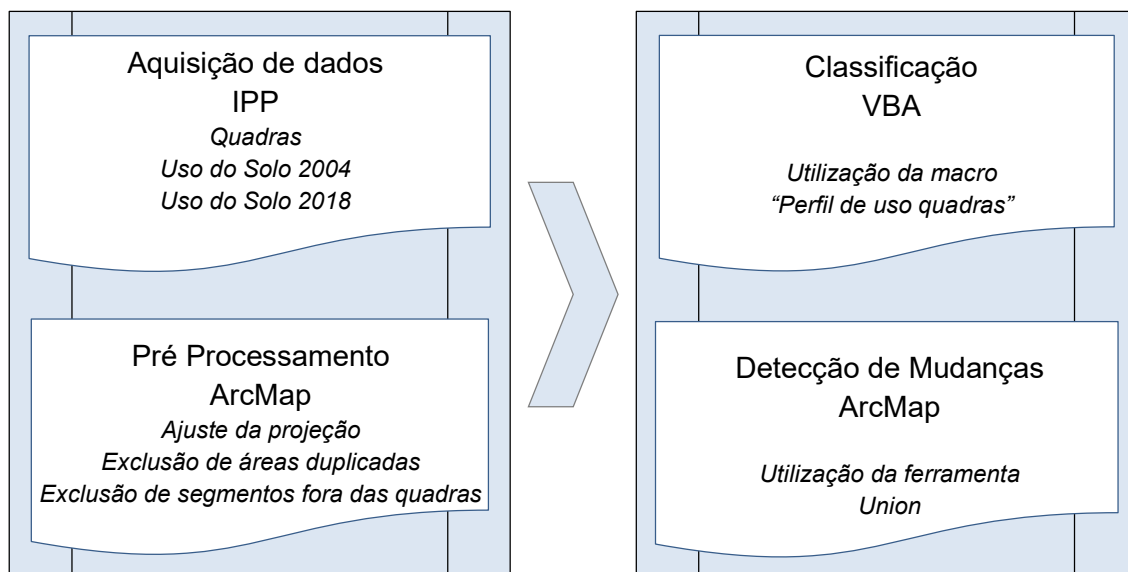 Aquisição de dados
IPP
Quadras
Uso do Solo 2004
Uso do Solo 2018
Pré Processamento
ArcMap
Ajuste da projeção
Exclusão de áreas duplicadas
Exclusão de segmentos fora das quadras
Classificação
VBA
Utilização da macro
“Perfil de uso quadras”
Detecção de Mudanças
ArcMap
Utilização da ferramenta
Union